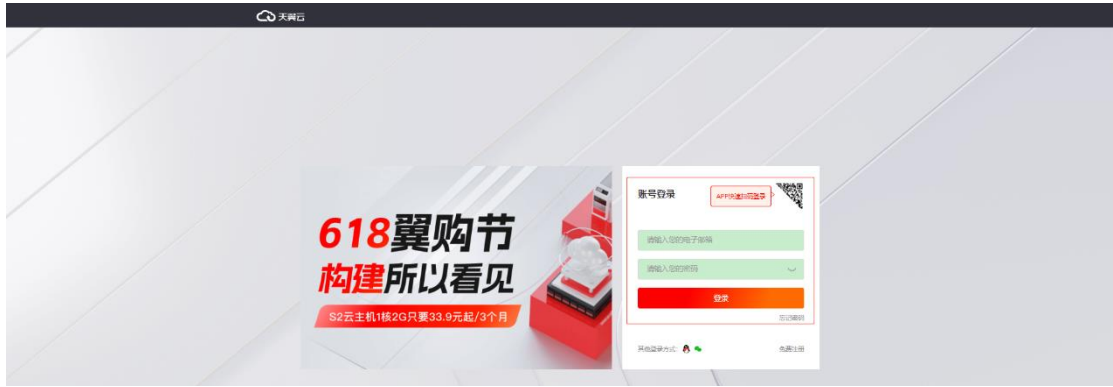 天翼云
618翼购节
构建所以看见
S2云主机1核2G只要33.9元起/3个月
账号登录
APP快速扫码登录
请输入您的电子邮箱
请输入您的密码
登录
忘记密码
其他登录方式:
免费注册